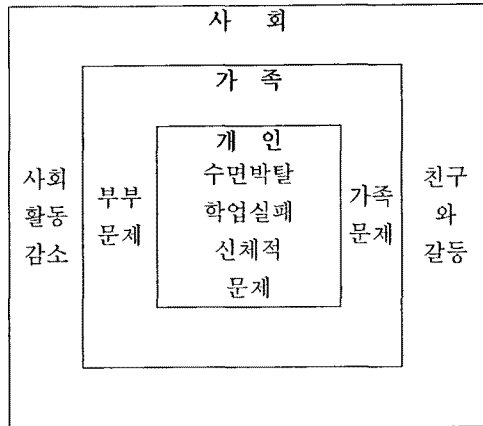 사 회
가 족
개 인
수면박탈
학업실패
신체적
문제
사회
활동
감소
부부
문제
가족
문제
친구
와
갈등